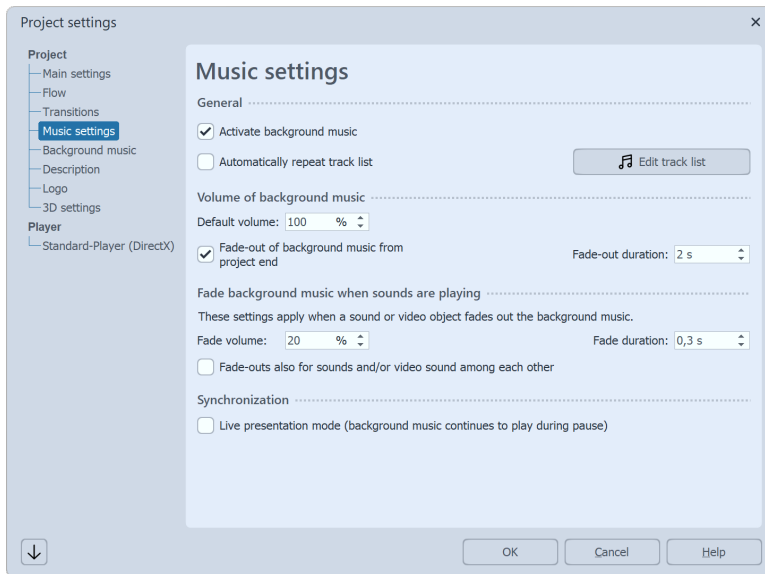 Project settings
Project
Main settings
Flow
Transitions
Music settings
Background music
Description
Logo
3D settings
Player
Standard-Player (DirectX)
Music settings
General
Activate background music
Automatically repeat track list
Edit track list
Volume of background music
Default volume: 100 %
Fade-out of background music from
project end
Fade-out duration: 2 s
Fade background music when sounds are playing
These settings apply when a sound or video object fades out the background music.
Fade volume: 20 % Fade duration: 0,3 s
Fade-outs also for sounds and/or video sound among each other
Synchronization
Live presentation mode (background music continues to play during pause)
OK Cancel Help